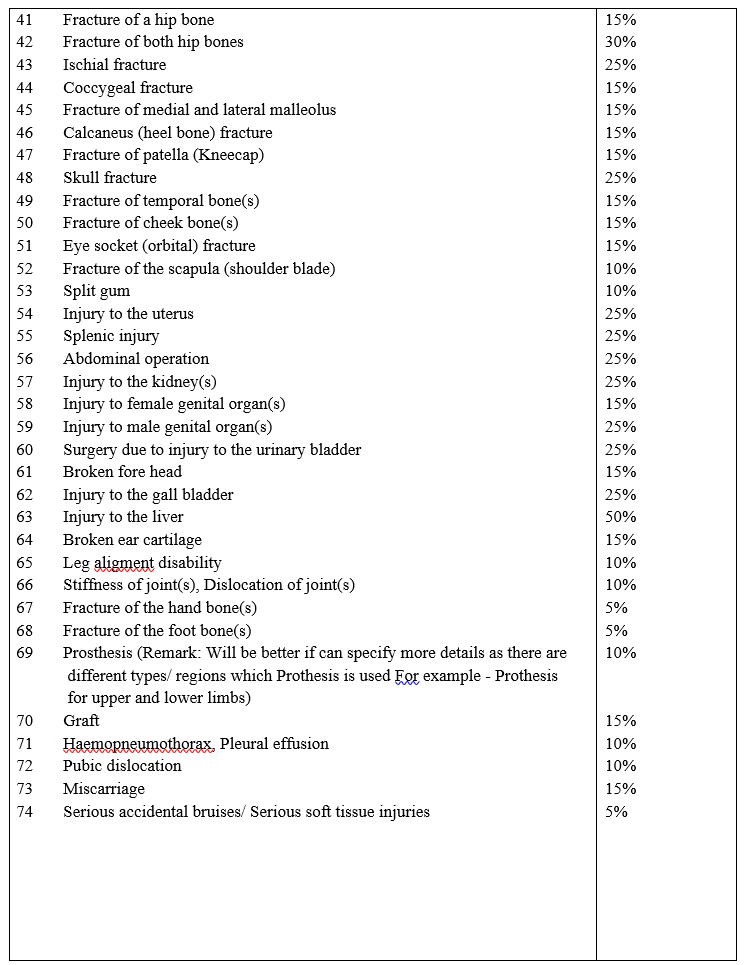 41 Fracture of a hip bone 15%
42 Fracture of both hip bones 30%
43 Ischial fracture 25%
44 Coccygeal fracture 15%
45 Fracture of medial and lateral malleolus 15%
46 Calcaneus (heel bone) fracture 15%
47 Fracture of patella (Kneecap) 15%
48 Skull fracture 25%
49 Fracture of temporal bone(s) 15%
50 Fracture of cheek bone(s) 15%
51 Eye socket (orbital) fracture 15%
52 Fracture of the scapula (shoulder blade) 10%
53 Split gum 10%
54 Injury to the uterus 25%
55 Splenic injury 25%
56 Abdominal operation 25%
57 Injury to the kidney(s) 25%
58 Injury to female genital organ(s) 15%
59 Injury to male genital organ(s) 25%
60 Surgery due to injury to the urinary bladder 25%
61 Broken fore head 15%
62 Injury to the gall bladder 25%
63 Injury to the liver 50%
64 Broken ear cartilage 15%
65 Leg aligment disability 10%
66 Stiffness of joint(s), Dislocation of joint(s) 10%
67 Fracture of the hand bone(s) 5%
68 Fracture of the foot bone(s) 5%
69 Prosthesis (Remark: Will be better if can specify more details as there are 10%
different types/ regions which Prothesis is used For example - Prothesis
for upper and lower limbs)
70 Graft 15%
71 Haemopneumothorax, Pleural effusion 10%
72 Pubic dislocation 10%
73 Miscarriage 15%
74 Serious accidental bruises/ Serious soft tissue injuries 5%